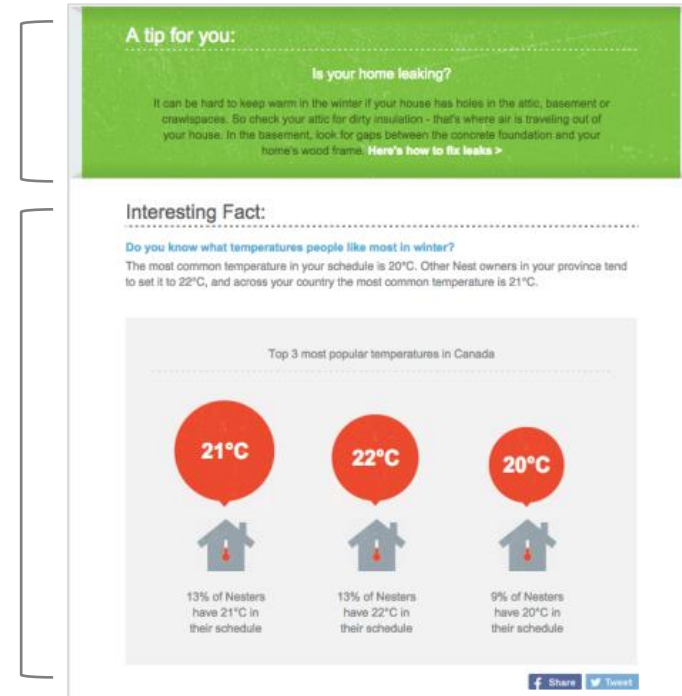 A tip for you:
Is your home leaking?
It can be hard to keep warm in the winter if your house has holes in the attic, basement or
crawlspaces. So check your attic for dirty insulation - that's where air is traveling out of
your house. In the basement, look for gaps between the concrete foundation and your
home's wood frame. Here's how to fix leaks >
Interesting Fact:
Do you know what temperatures people like most in winter?
The most common temperature in your schedule is 20°C. Other Nest owners in your province tend
to set it to 22°C, and across your country the most common temperature is 21°C.
Top 3 most popular temperatures in Canada
21°C 22°C 20°C
13% of Nesters 13% of Nesters 9% of Nesters
have 21°C in have 22°C in have 20°C in
their schedule their schedule their schedule
f Share Tweet